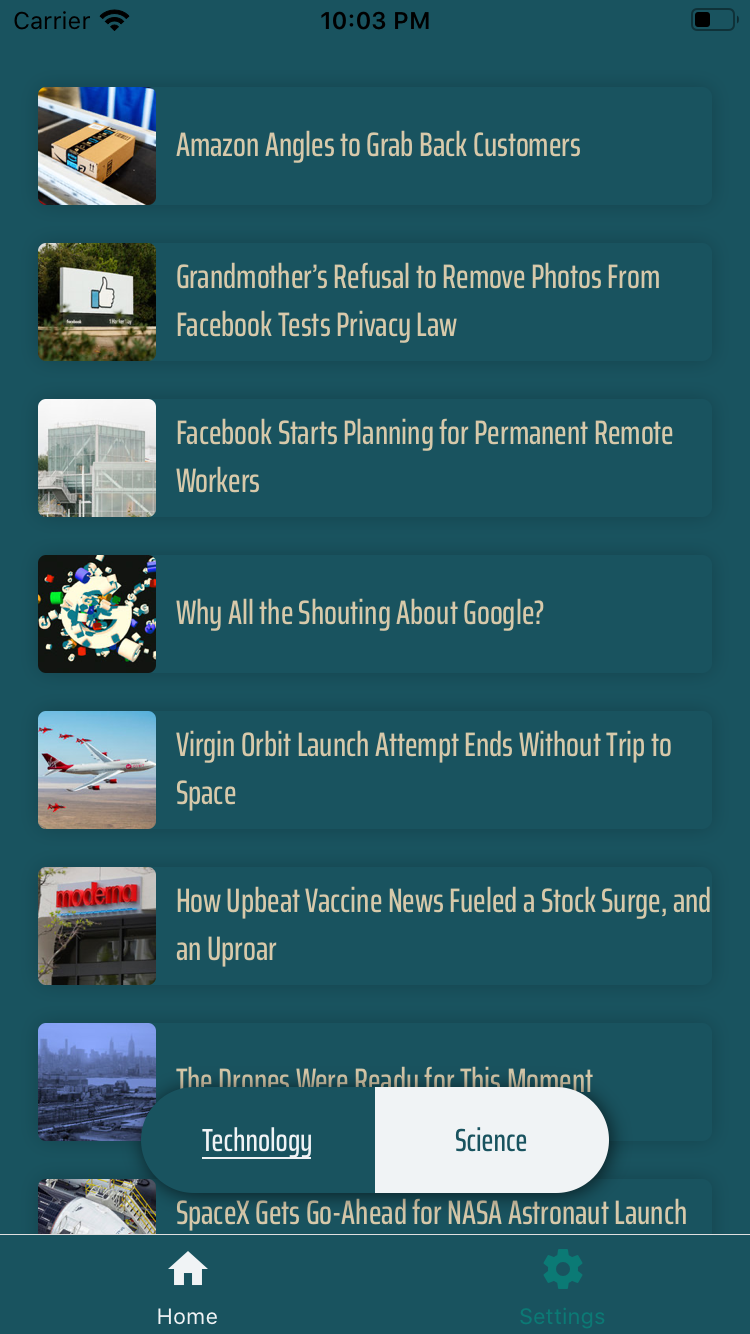 Carrier 10:03 PM
Amazon Angles to Grab Back Customers
Grandmother’s Refusal to Remove Photos From
Facebook Tests Privacy Law
Facebook Starts Planning for Permanent Remote
Workers
Why All the Shouting About Google?
Virgin Orbit Launch Attempt Ends Without Trip to
Space
moderna
How Upbeat Vaccine News Fueled a Stock Surge, and
an Uproar
The Drones Were Ready for This Moment
Technology Science
SpaceX Gets Go-Ahead for NASA Astronaut Launch
Home Settings